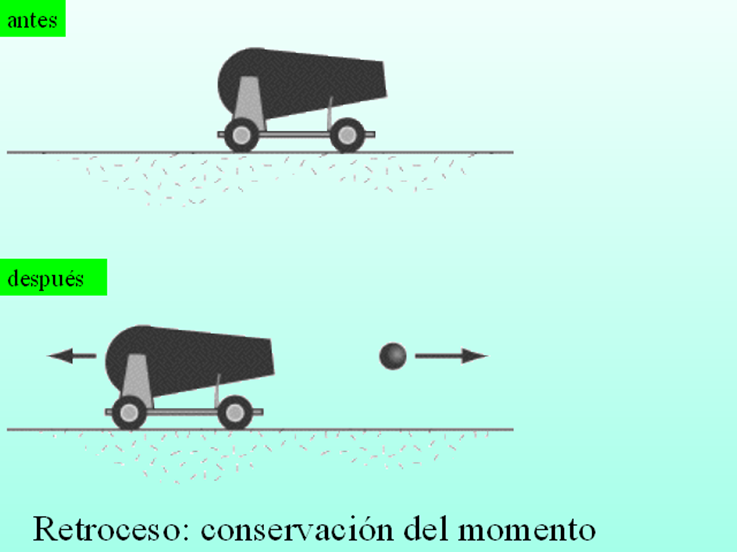 antes
después
Retroceso: conservación del momento